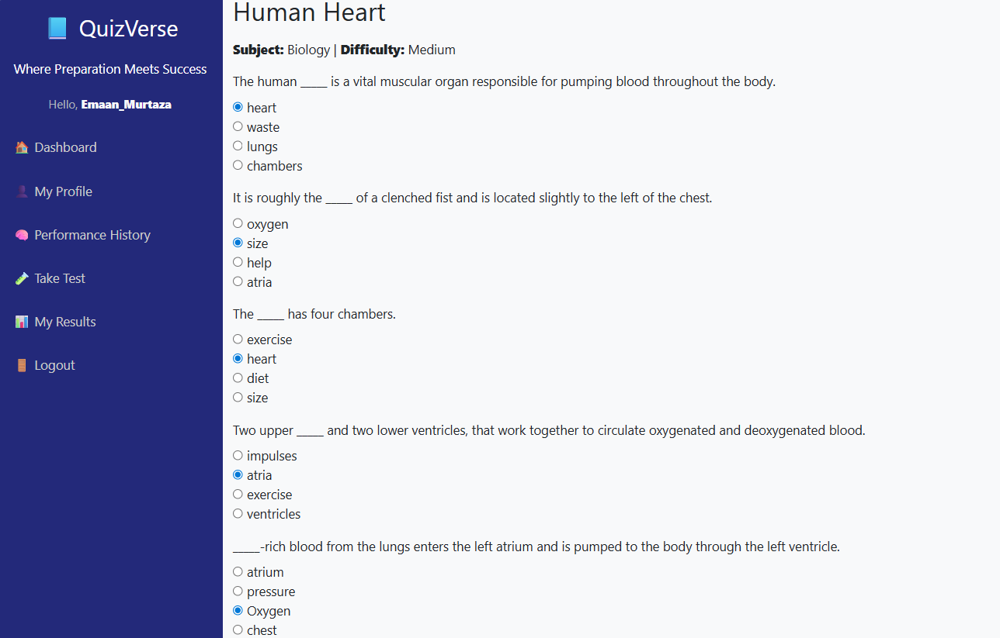 QuizVerse
Where Preparation Meets Success
Hello, Emaan_Murtaza
Dashboard
My Profile
Performance History
Take Test
My Results
Logout
Human Heart
Subject: Biology | Difficulty: Medium
The human _____ is a vital muscular organ responsible for pumping blood throughout the body.
heart
waste
lungs
chambers
It is roughly the _____ of a clenched fist and is located slightly to the left of the chest.
oxygen
size
help
atria
The _____ has four chambers.
exercise
heart
diet
size
Two upper _____ and two lower ventricles, that work together to circulate oxygenated and deoxygenated blood.
impulses
atria
exercise
ventricles
_____-rich blood from the lungs enters the left atrium and is pumped to the body through the left ventricle.
atrium
pressure
Oxygen
chest